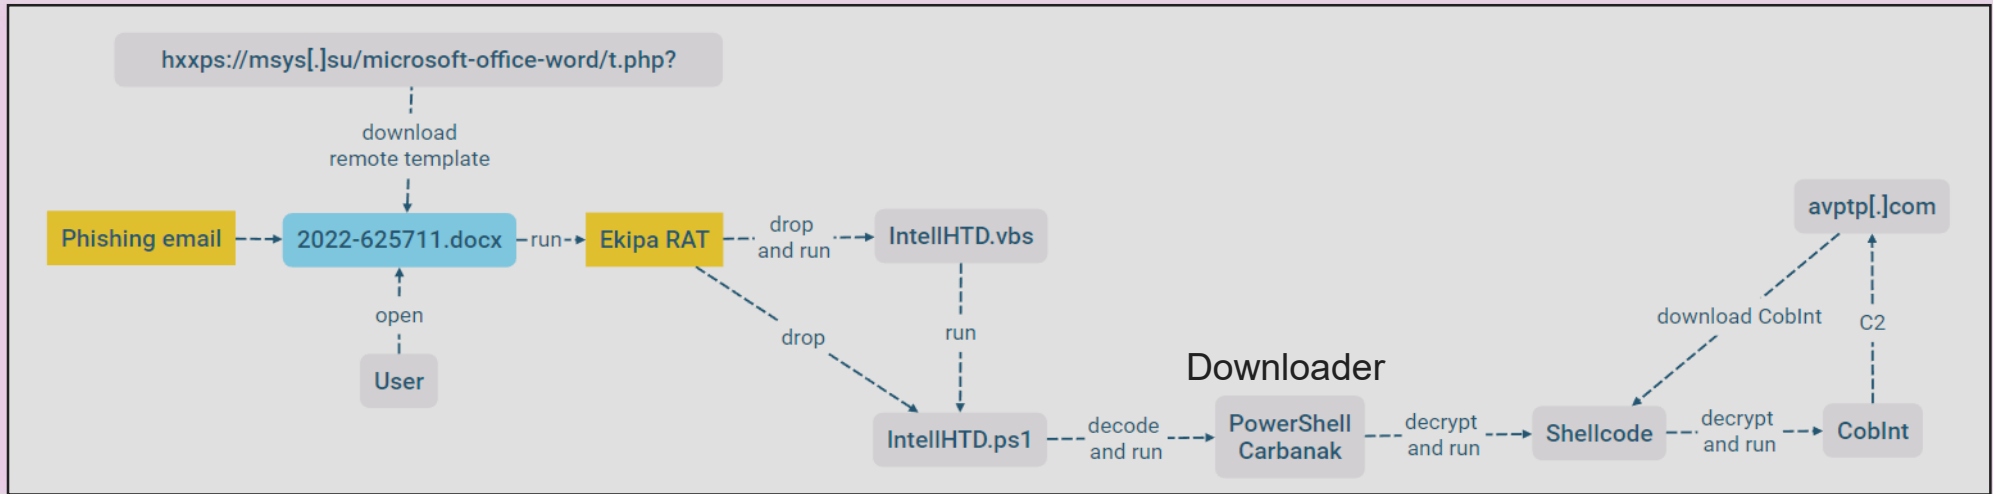 hxxps://msys[.]su/microsoft-office-word/t.php?
download
remote template
Phishing email
2022-625711.docx
run
Ekipa RAT
drop
and run
IntellHTD.vbs
avptp[.]com
open
User
drop
run
download CobInt
C2
Downloader
IntellHTD.ps1
decode
and run
PowerShell
Carbanak
decrypt
and run
Shellcode
decrypt
and run
CobInt